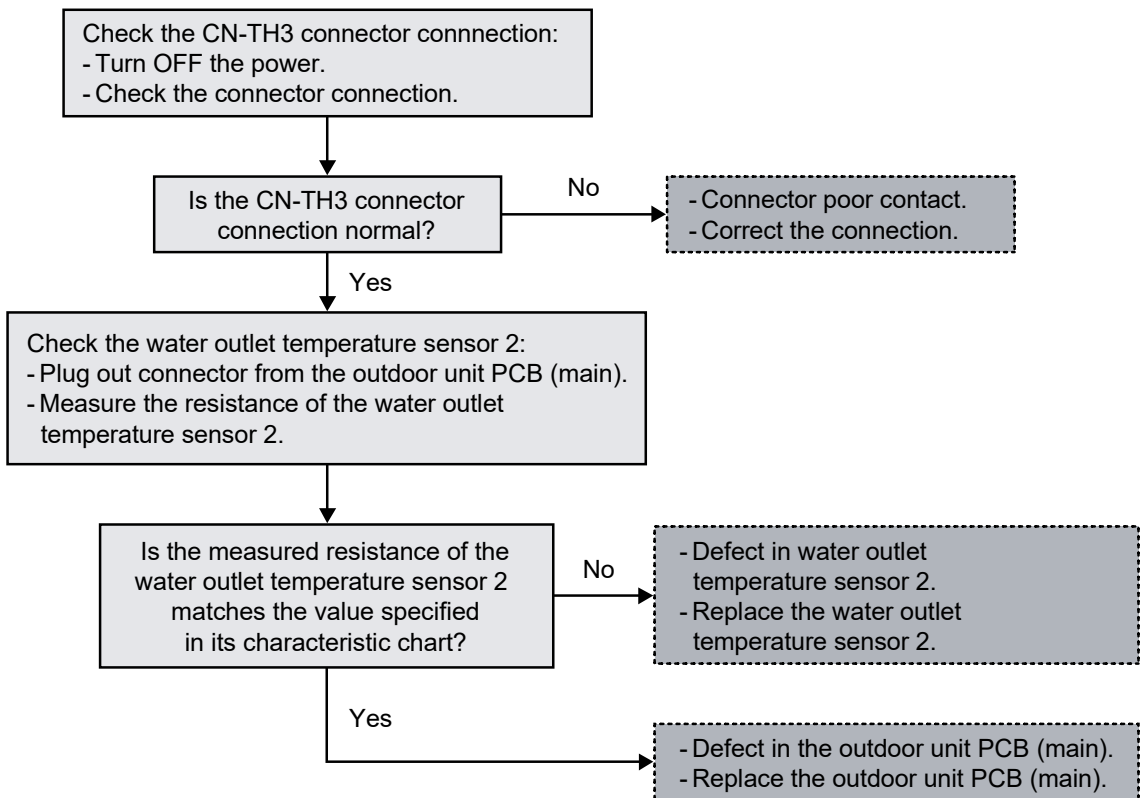 Check the CN-TH3 connector connnection:
- Turn OFF the power.
- Check the connector connection.
Is the CN-TH3 connector
connection normal?
No
- Connector poor contact.
- Correct the connection.
Yes
Check the water outlet temperature sensor 2:
- Plug out connector from the outdoor unit PCB (main).
- Measure the resistance of the water outlet
temperature sensor 2.
Is the measured resistance of the
water outlet temperature sensor 2
matches the value specified
in its characteristic chart?
No
- Defect in water outlet
temperature sensor 2.
- Replace the water outlet
temperature sensor 2.
Yes
- Defect in the outdoor unit PCB (main).
- Replace the outdoor unit PCB (main).